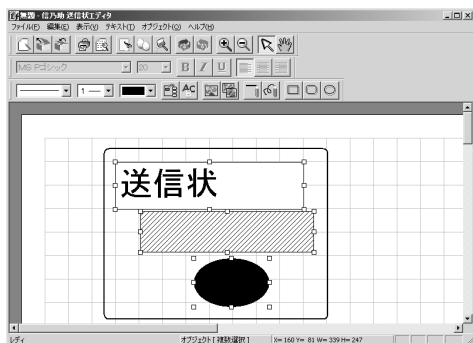 無題 - 信乃助 送信状エディタ
ファイル(F) 編集(E) 表示(V) テキスト(T) オブジェクト(O) ヘルプ(H)
MS Pゴシック 20 B I U
1
送信状
レディ オブジェクト [ 複数選択 ] X= 160 Y= 81 W= 339 H= 247